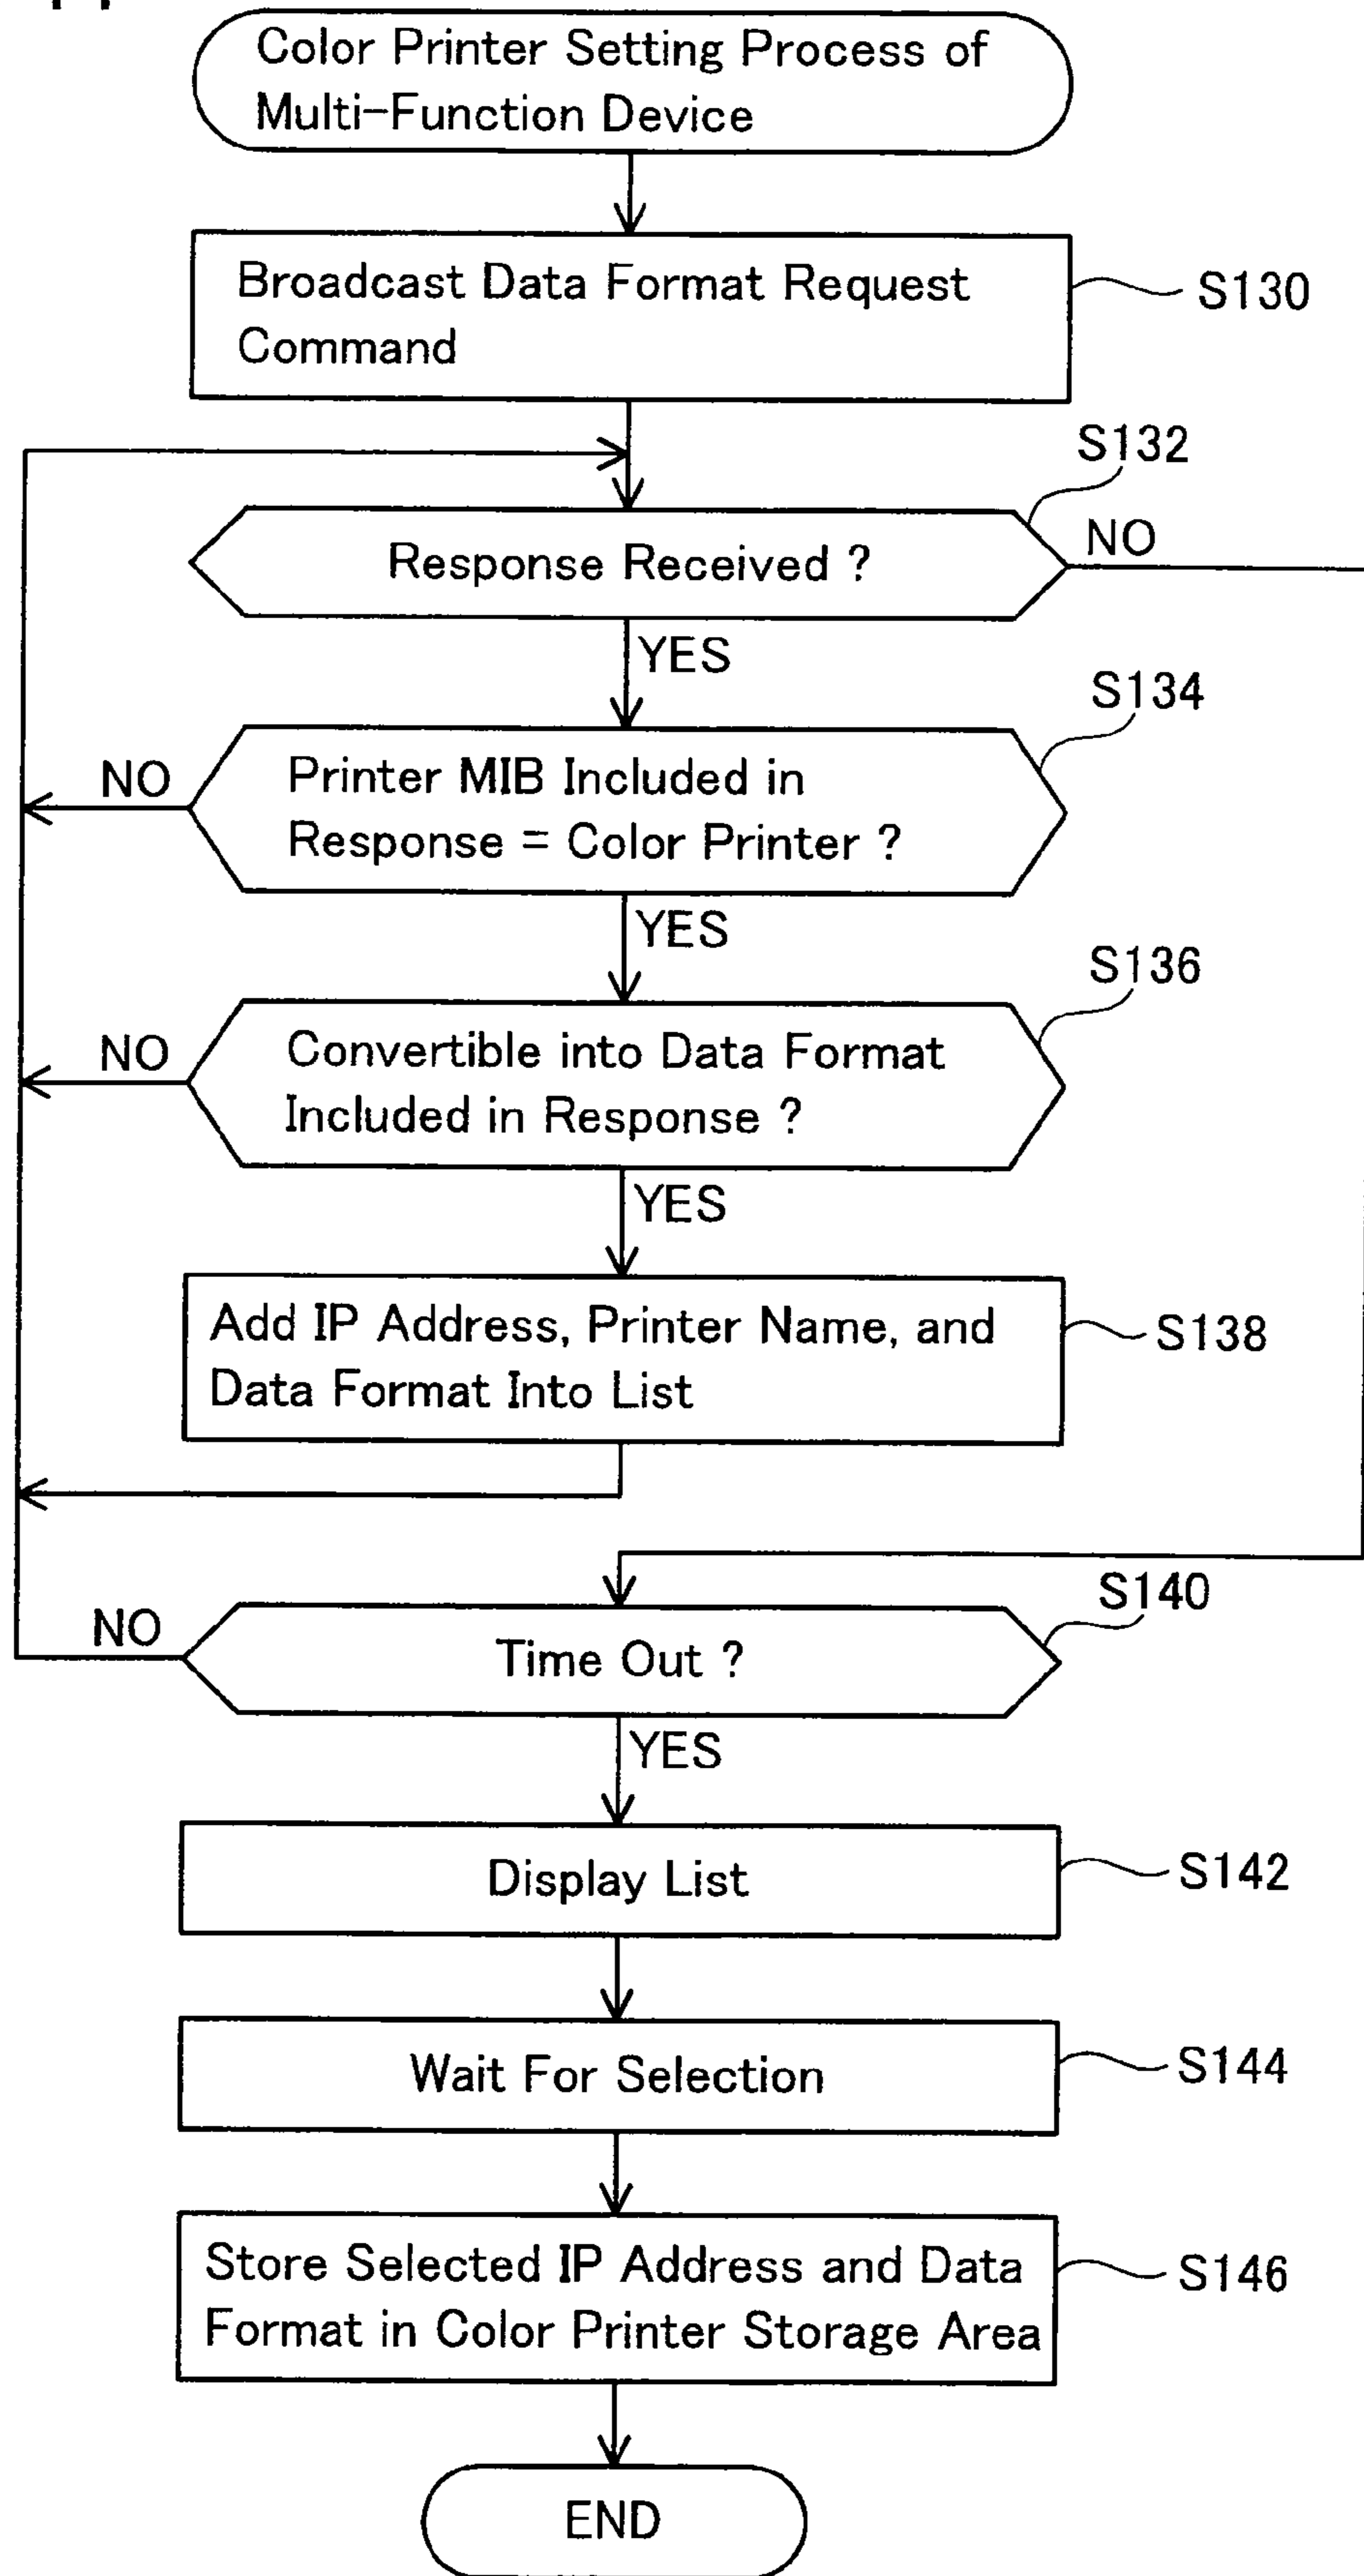 Color Printer Setting Process of
Multi-Function Device
Broadcast Data Format Request
Command
S130
S132
Response Received ?
NO
YES
S134
Printer MIB Included in
Response = Color Printer ?
NO
YES
S136
Convertible into Data Format
Included in Response ?
NO
YES
Add IP Address, Printer Name, and
Data Format Into List
S138
S140
Time Out ?
NO
YES
Display List
S142
Wait For Selection
S144
Store Selected IP Address and Data
Format in Color Printer Storage Area
S146
END